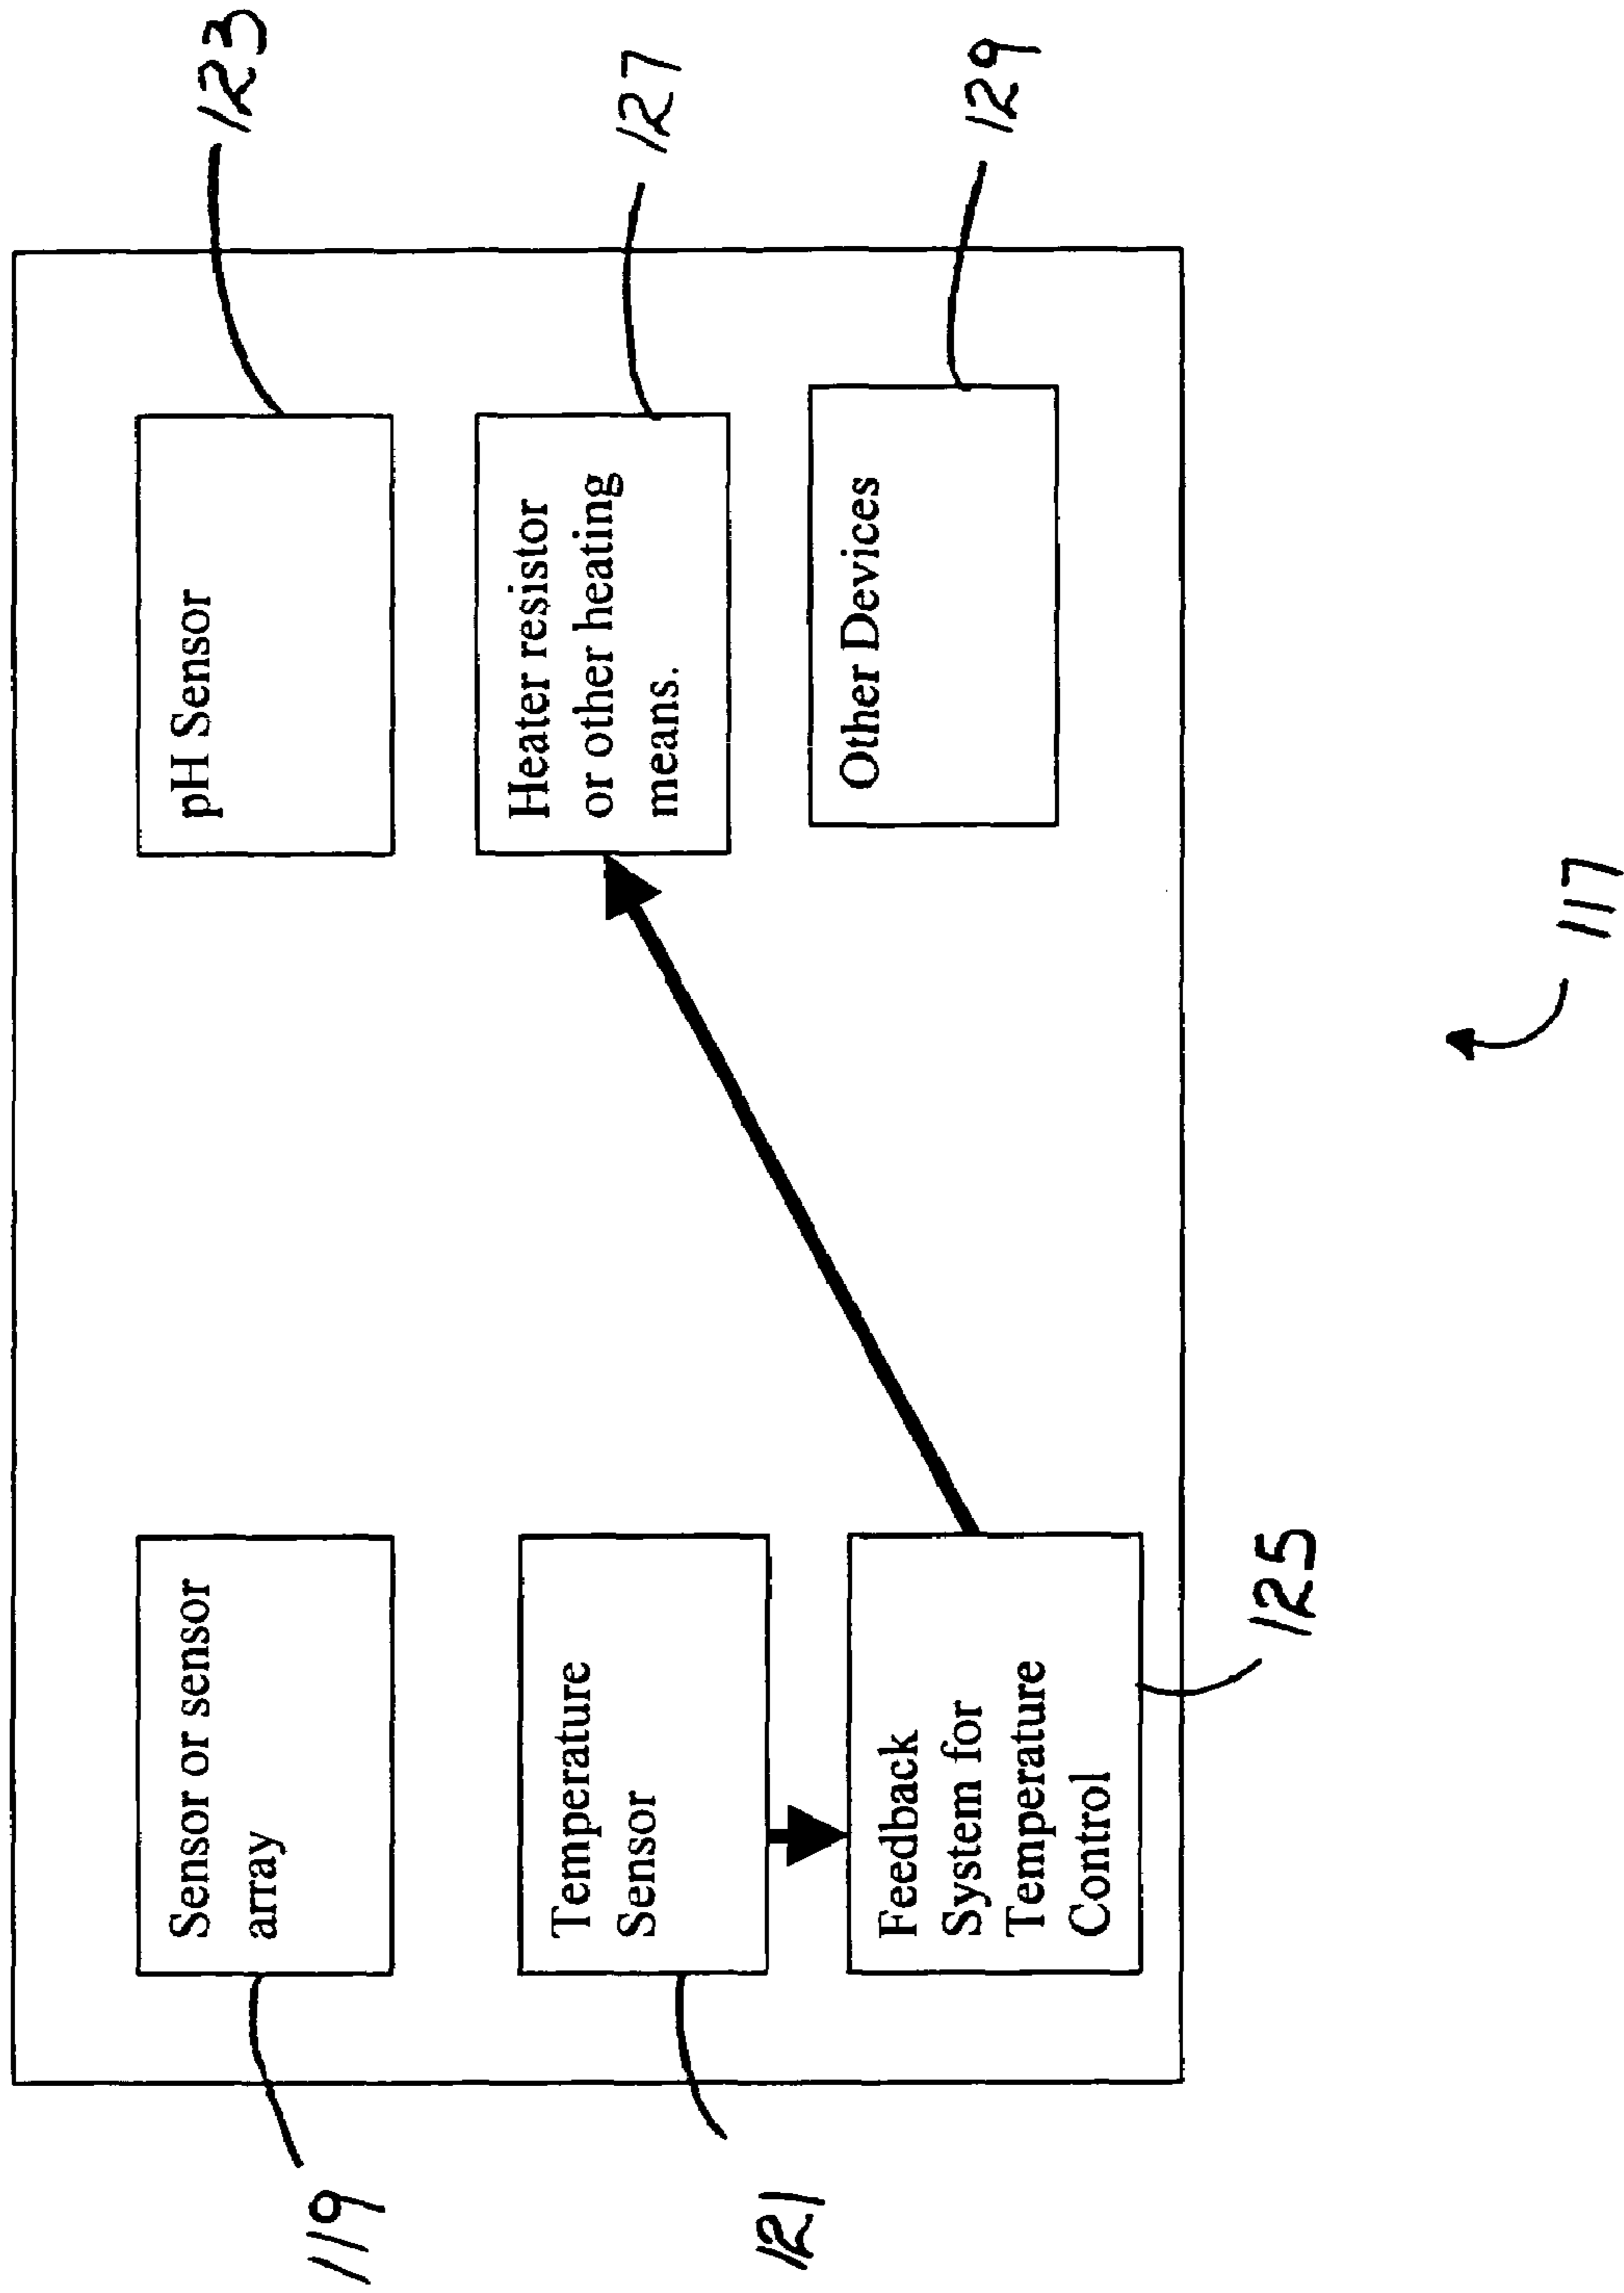 Sensor or sensor
array
119
pH Sensor
123
Temperature
Sensor
121
Heater resistor
or other heating
means.
127
Feedback
System for
Temperature
Control
125
Other Devices
129
117